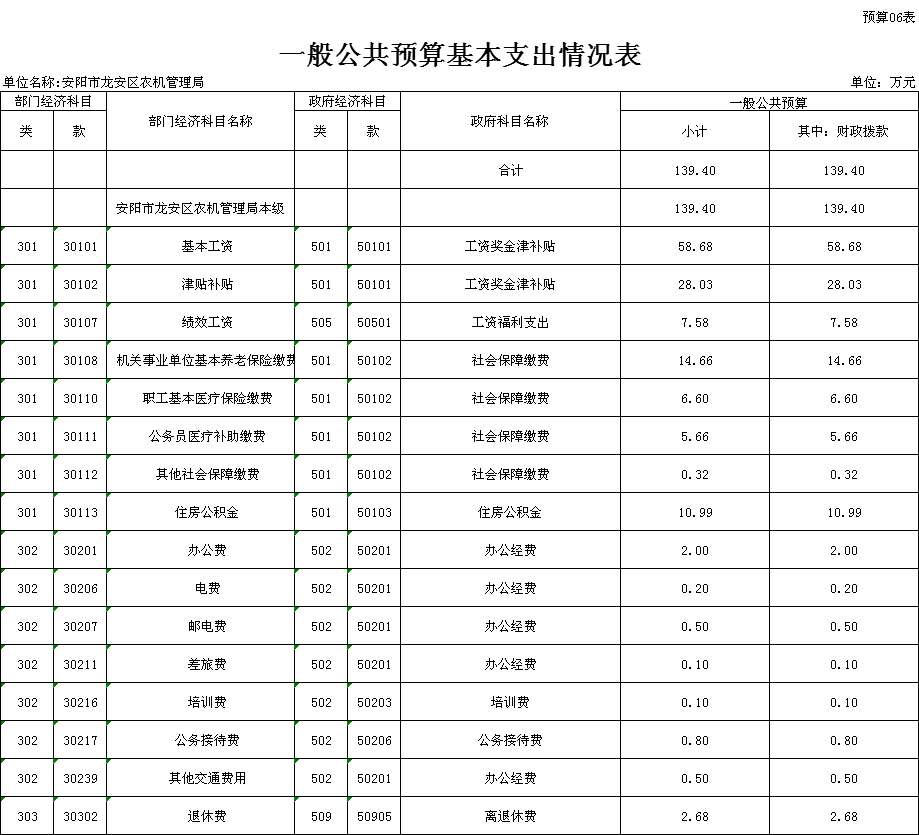 预算06表
一般公共预算基本支出情况表
单位名称:安阳市龙安区农机管理局 单位：万元
部门经济科目 部门经济科目名称 政府经济科目 政府科目名称 一般公共预算
类 款 类 款 小计 其中：财政拨款
合计 139.40 139.40
安阳市龙安区农机管理局本级 139.40 139.40
301 30101 基本工资 501 50101 工资奖金津补贴 58.68 58.68
301 30102 津贴补贴 501 50101 工资奖金津补贴 28.03 28.03
301 30107 绩效工资 505 50501 工资福利支出 7.58 7.58
301 30108 机关事业单位基本养老保险缴费 501 50102 社会保障缴费 14.66 14.66
301 30110 职工基本医疗保险缴费 501 50102 社会保障缴费 6.60 6.60
301 30111 公务员医疗补助缴费 501 50102 社会保障缴费 5.66 5.66
301 30112 其他社会保障缴费 501 50102 社会保障缴费 0.32 0.32
301 30113 住房公积金 501 50103 住房公积金 10.99 10.99
302 30201 办公费 502 50201 办公经费 2.00 2.00
302 30206 电费 502 50201 办公经费 0.20 0.20
302 30207 邮电费 502 50201 办公经费 0.50 0.50
302 30211 差旅费 502 50201 办公经费 0.10 0.10
302 30216 培训费 502 50203 培训费 0.10 0.10
302 30217 公务接待费 502 50206 公务接待费 0.80 0.80
302 30239 其他交通费用 502 50201 办公经费 0.50 0.50
303 30302 退休费 509 50905 离退休费 2.68 2.68